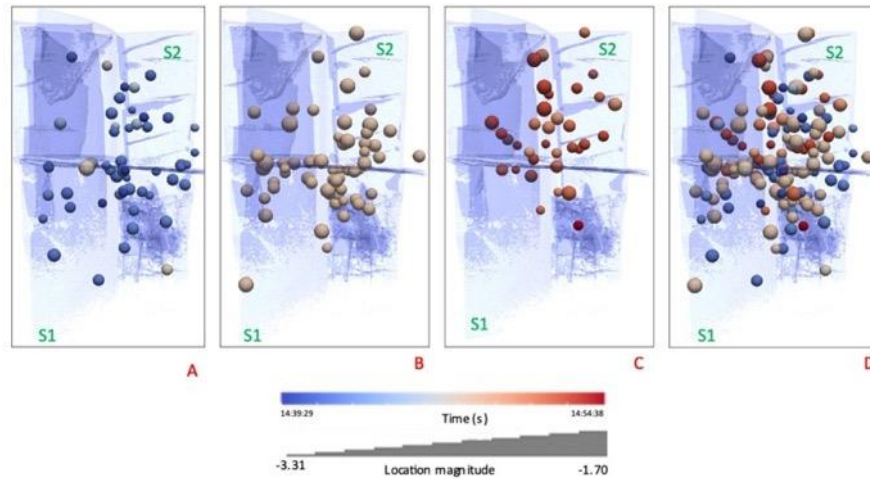 S2
S2
S2
S2
S1
S1
S1
S1
A
B
C
D
14:39:29
14:54:38
Time (s)
-3.31
-1.70
Location magnitude